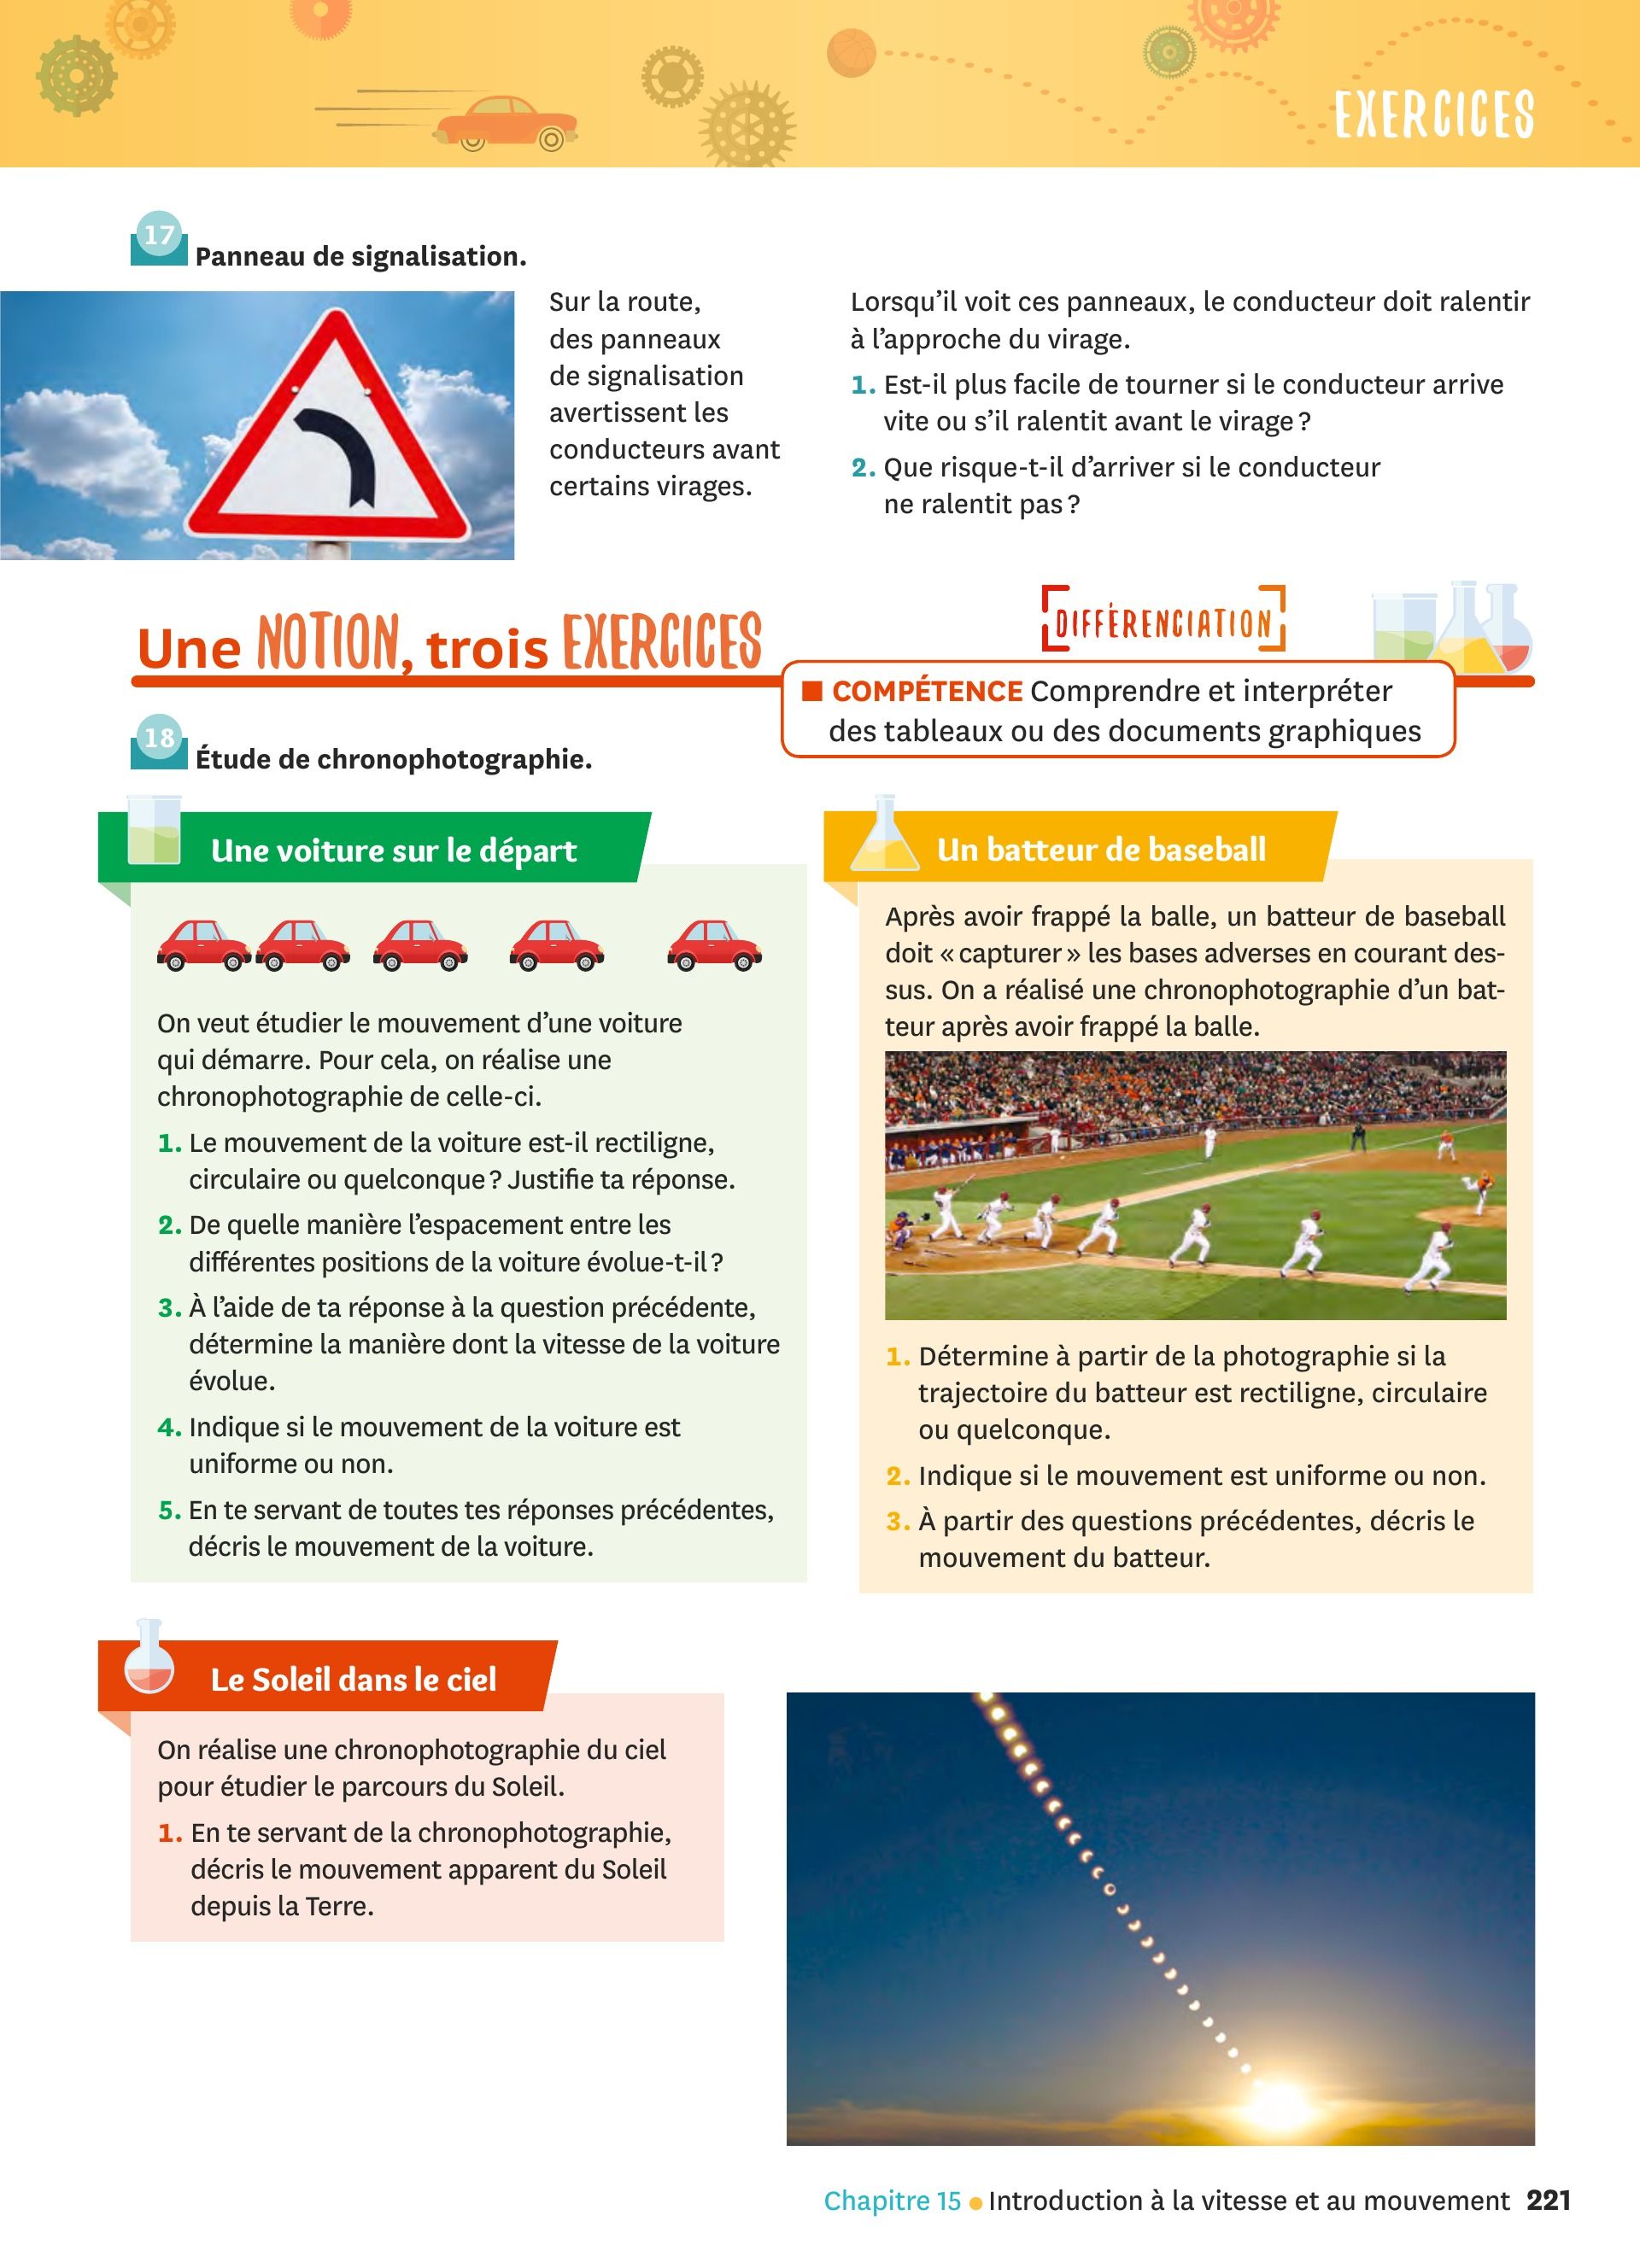 EXERCICES
17 Panneau de signalisation.
Sur la route,
des panneaux
de signalisation
avertissent les
conducteurs avant
certains virages.
Lorsqu’il voit ces panneaux, le conducteur doit ralentir
à l’approche du virage.
1. Est-il plus facile de tourner si le conducteur arrive
vite ou s’il ralentit avant le virage ?
2. Que risque-t-il d’arriver si le conducteur
ne ralentit pas ?
Une NOTION, trois EXERCICES
DIFFÉRENCIATION
■ COMPÉTENCE Comprendre et interpréter
des tableaux ou des documents graphiques
18 Étude de chronophotographie.
Une voiture sur le départ
On veut étudier le mouvement d’une voiture
qui démarre. Pour cela, on réalise une
chronophotographie de celle-ci.
1. Le mouvement de la voiture est-il rectiligne,
circulaire ou quelconque ? Justifie ta réponse.
2. De quelle manière l’espacement entre les
différentes positions de la voiture évolue-t-il ?
3. À l’aide de ta réponse à la question précédente,
détermine la manière dont la vitesse de la voiture
évolue.
4. Indique si le mouvement de la voiture est
uniforme ou non.
5. En te servant de toutes tes réponses précédentes,
décris le mouvement de la voiture.
Un batteur de baseball
Après avoir frappé la balle, un batteur de baseball
doit « capturer » les bases adverses en courant des-
sus. On a réalisé une chronophotographie d’un bat-
teur après avoir frappé la balle.
1. Détermine à partir de la photographie si la
trajectoire du batteur est rectiligne, circulaire
ou quelconque.
2. Indique si le mouvement est uniforme ou non.
3. À partir des questions précédentes, décris le
mouvement du batteur.
Le Soleil dans le ciel
On réalise une chronophotographie du ciel
pour étudier le parcours du Soleil.
1. En te servant de la chronophotographie,
décris le mouvement apparent du Soleil
depuis la Terre.
Chapitre 15 ● Introduction à la vitesse et au mouvement 221